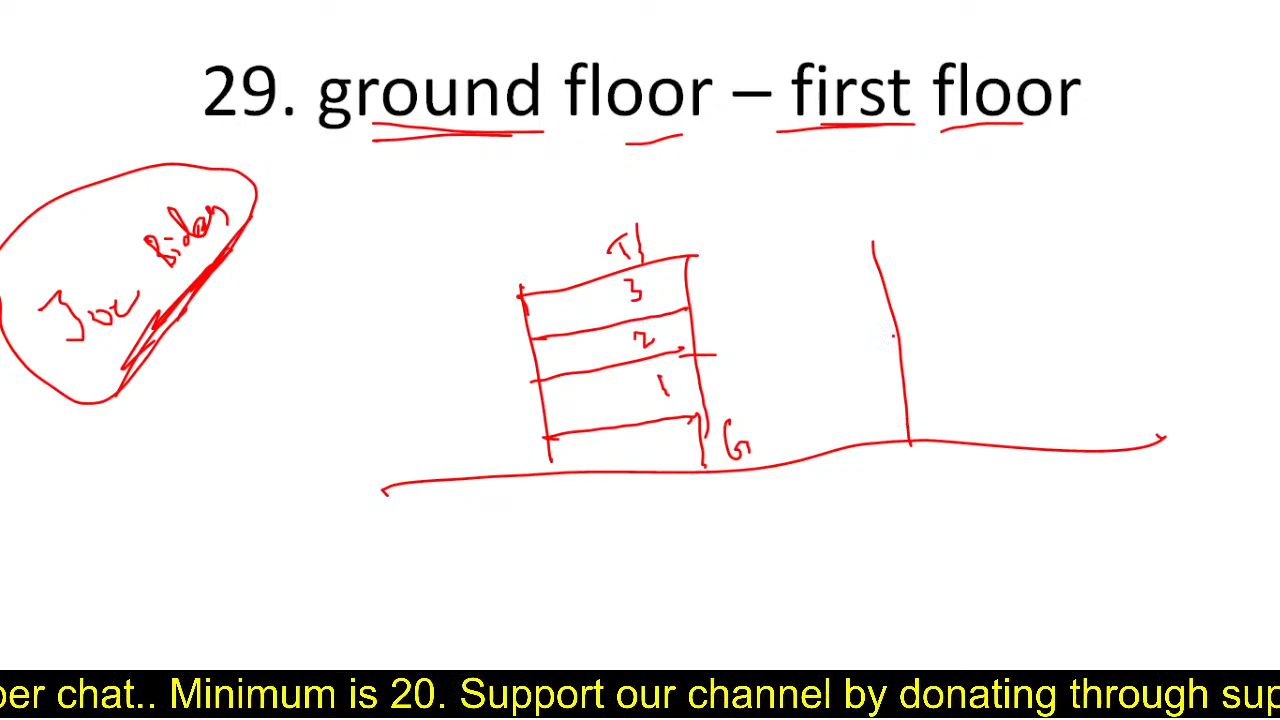 29. ground floor – first floor
Joe Biden
T
3
2
1
G
per chat.. Minimum is 20. Support our channel by donating through sup